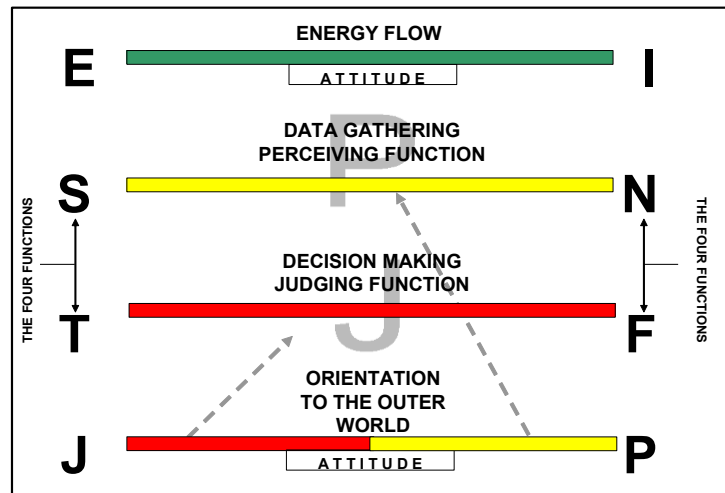 ENERGY FLOW
E
I
ATTITUDE
DATA GATHERING
PERCEIVING FUNCTION
P
S
N
THE FOUR FUNCTIONS
THE FOUR FUNCTIONS
DECISION MAKING
JUDGING FUNCTION
J
T
F
ORIENTATION
TO THE OUTER
WORLD
J
P
ATTITUDE